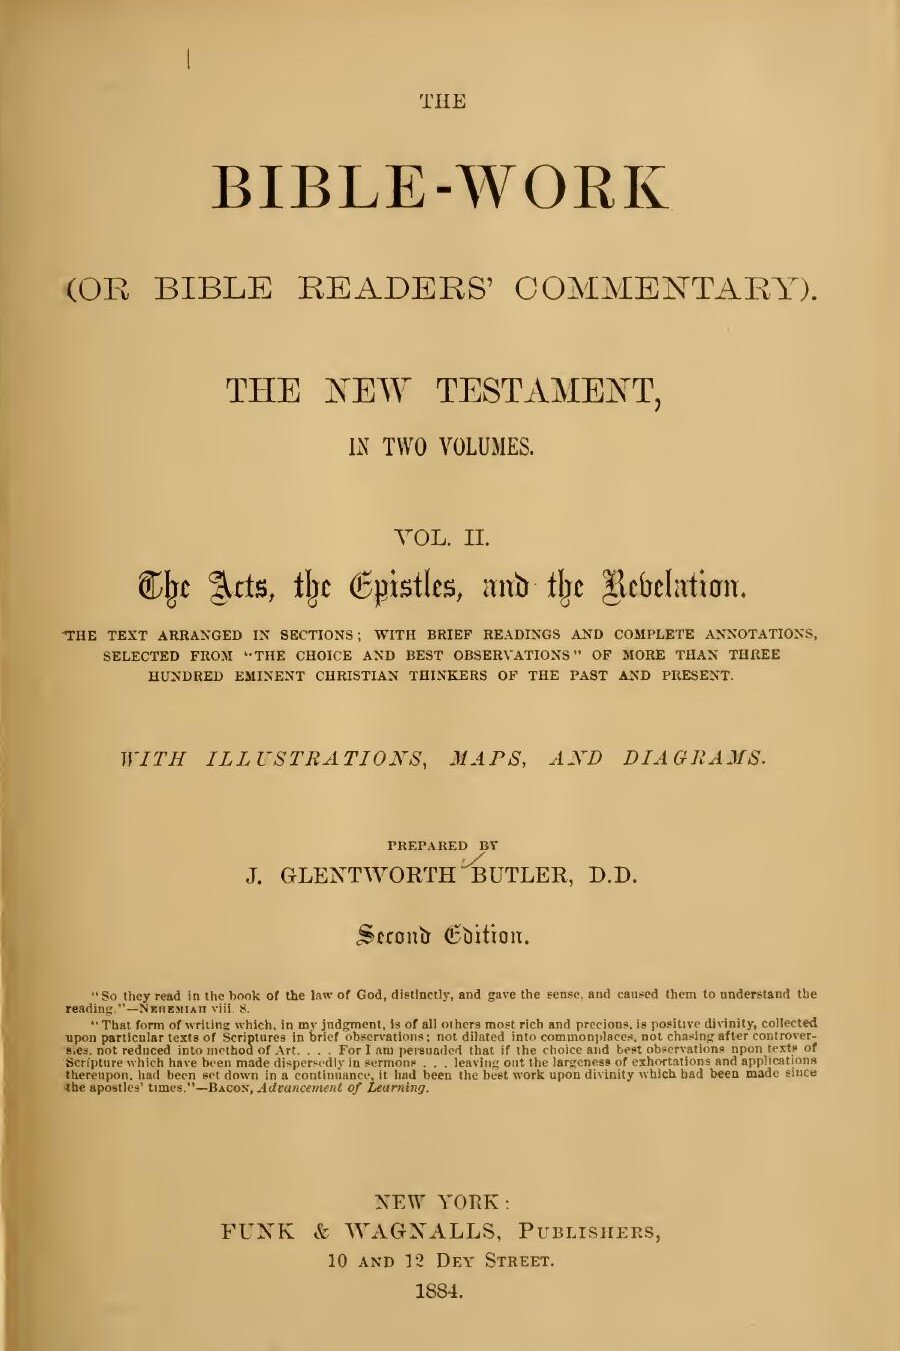 THE
BIBLE-WORK
(OR BIBLE READERS' COMMENTARY).
THE NEW TESTAMENT,
IN TWO VOLUMES.
VOL. II.
The Acts, the Epistles, and the Revelation.
THE TEXT ARRANGED IN SECTIONS; WITH BRIEF READINGS AND COMPLETE ANNOTATIONS,
SELECTED FROM "THE CHOICE AND BEST OBSERVATIONS" OF MORE THAN THREE
HUNDRED EMINENT CHRISTIAN THINKERS OF THE PAST AND PRESENT.
WITH ILLUSTRATIONS, MAPS, AND DIAGRAMS.
PREPARED BY
J. GLENTWORTH BUTLER, D.D.
Second Edition.
"So they read in the book of the law of God, distinctly, and gave the sense, and caused them to understand the
reading."—NEHEMIAH viii. 8.
"That form of writing which, in my judgment, is of all others most rich and precious, is positive divinity, collected
upon particular texts of Scriptures in brief observations; not dilated into commonplaces, not chasing after controver-
sies, not reduced into method of Art. . . . For I am persuaded that if the choice and best observations upon texts of
Scripture which have been made dispersedly in sermons . . . leaving out the largeness of exhortations and applications
thereupon, had been set down in a continuance, it had been the best work upon divinity which had been made since
the apostles' times."—BACON, Advancement of Learning.
NEW YORK:
FUNK & WAGNALLS, PUBLISHERS,
10 AND 12 DEY STREET.
1884.